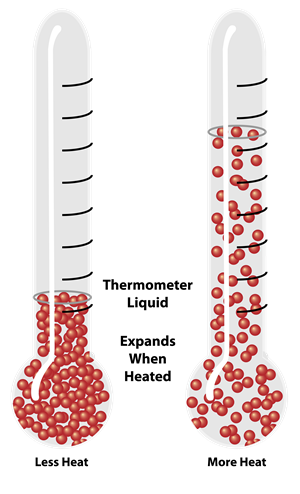 Thermometer
Liquid
Expands
When
Heated
Less Heat
More Heat